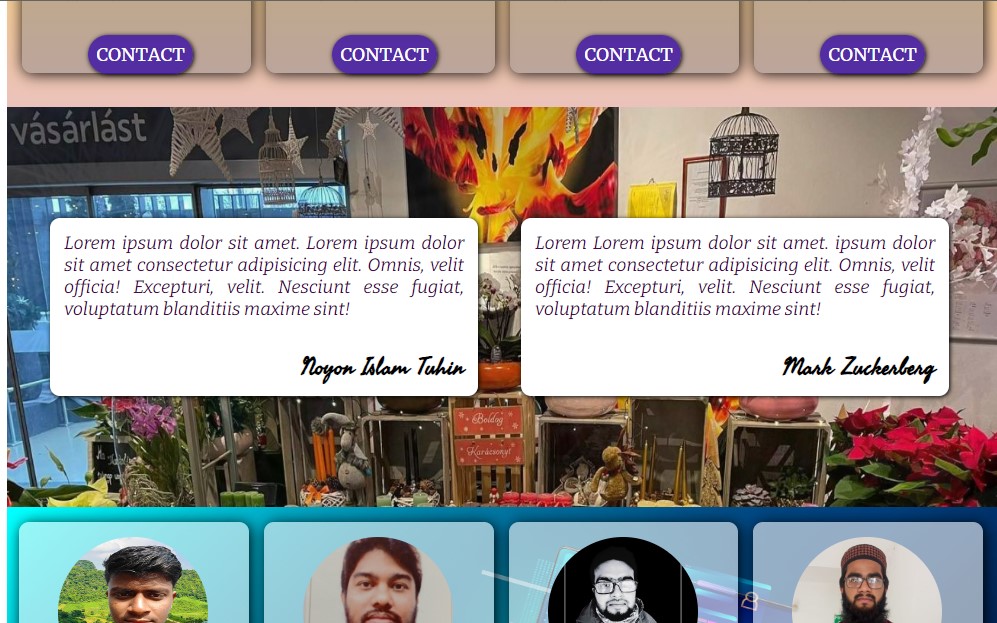 CONTACT CONTACT CONTACT CONTACT
vásárlást
Lorem ipsum dolor sit amet. Lorem ipsum dolor
sit amet consectetur adipisicing elit. Omnis, velit
officia! Excepturi, velit. Nesciunt esse fugiat,
voluptatum blanditiis maxime sint!
Noyon Islam Tuhin
Lorem Lorem ipsum dolor sit amet. ipsum dolor
sit amet consectetur adipisicing elit. Omnis, velit
officia! Excepturi, velit. Nesciunt esse fugiat,
voluptatum blanditiis maxime sint!
Mark Zuckerberg
Boldog
Karácsonyt